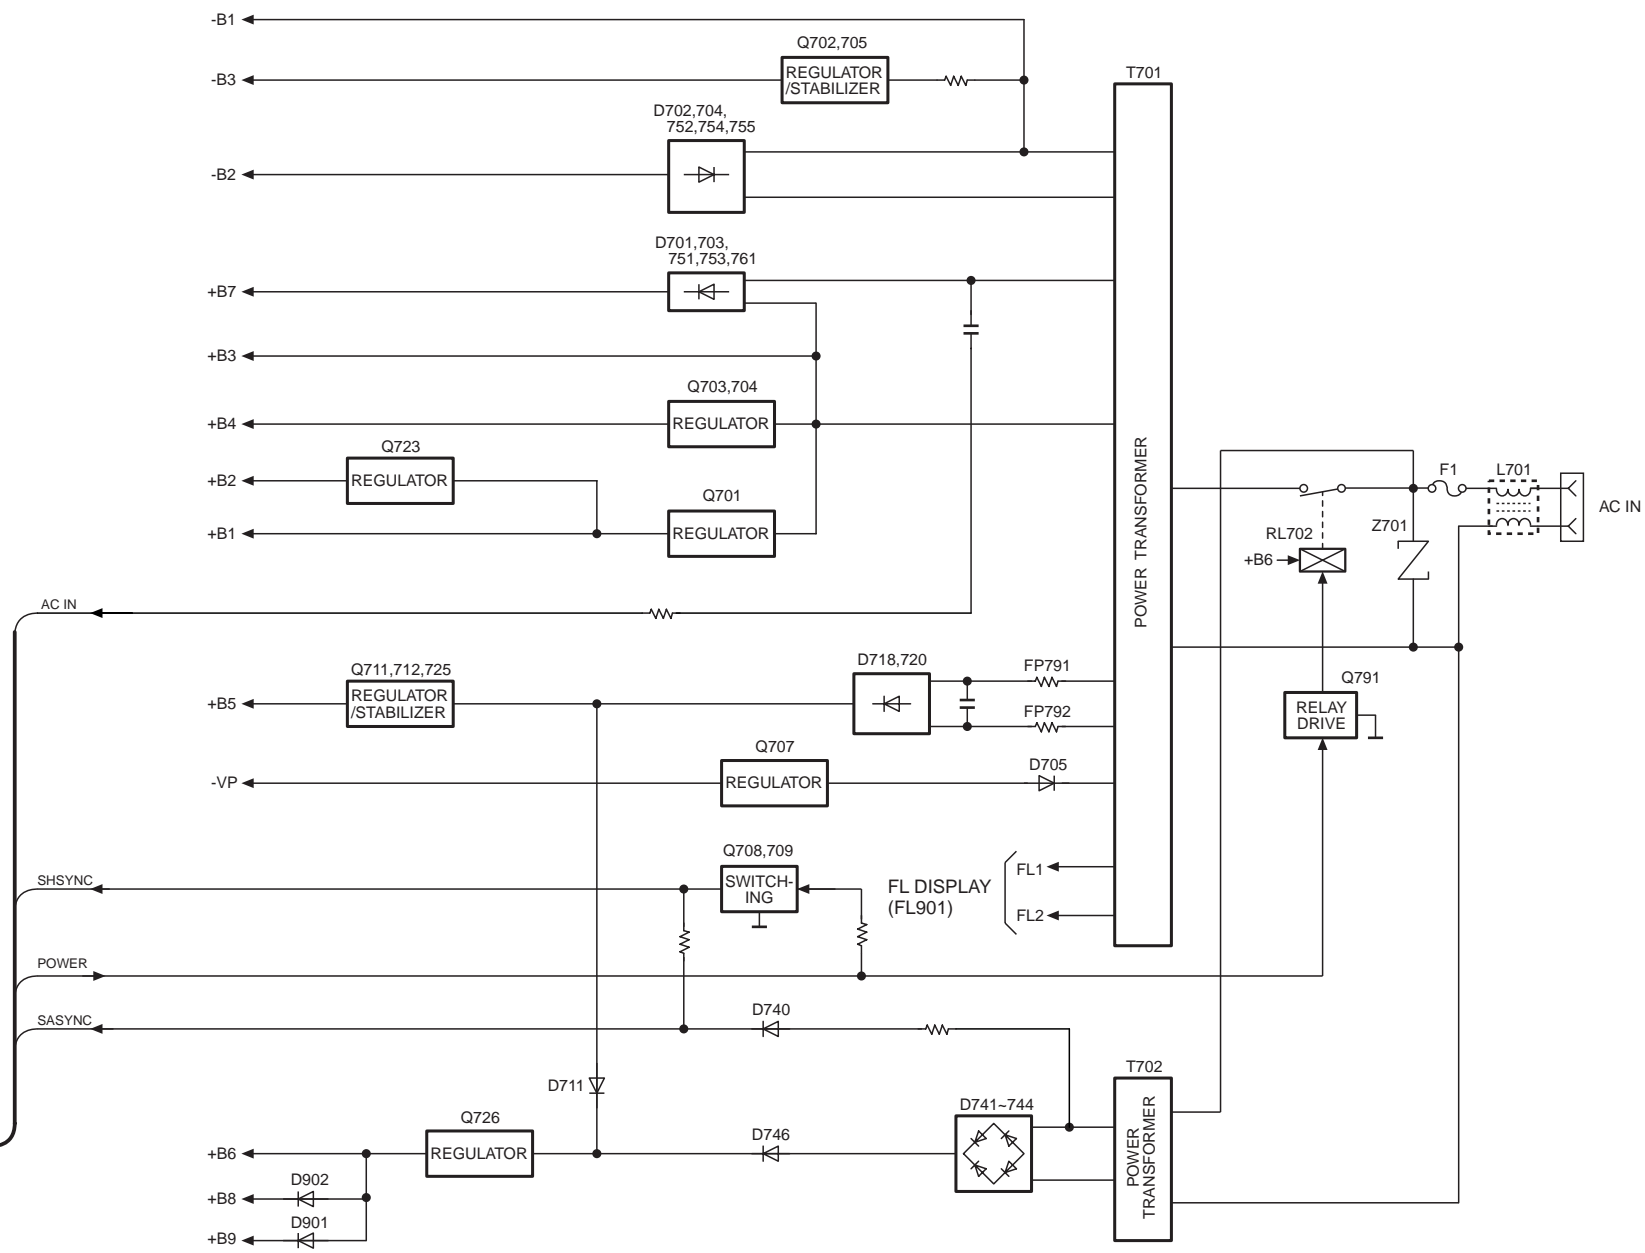 -B1
Q702,705
-B3
REGULATOR
/STABILIZER
T701
D702,704,
752,754,755
-B2
D701,703,
751,753,761
+B7
+B3
Q703,704
+B4
REGULATOR
Q723
+B2
REGULATOR
Q701
+B1
REGULATOR
POWER TRANSFORMER
F1
L701
AC IN
Z701
RL702
+B6
AC IN
Q711,712,725
+B5
REGULATOR
/STABILIZER
D718,720
FP791
FP792
Q791
RELAY
DRIVE
Q707
-VP
REGULATOR
D705
Q708,709
SHSYNC
SWITCH-
ING
FL DISPLAY
(FL901)
FL1
FL2
POWER
SASYNC
D740
D711
T702
D741~744
POWER
TRANSFORMER
Q726
D746
+B6
REGULATOR
D902
+B8
D901
+B9